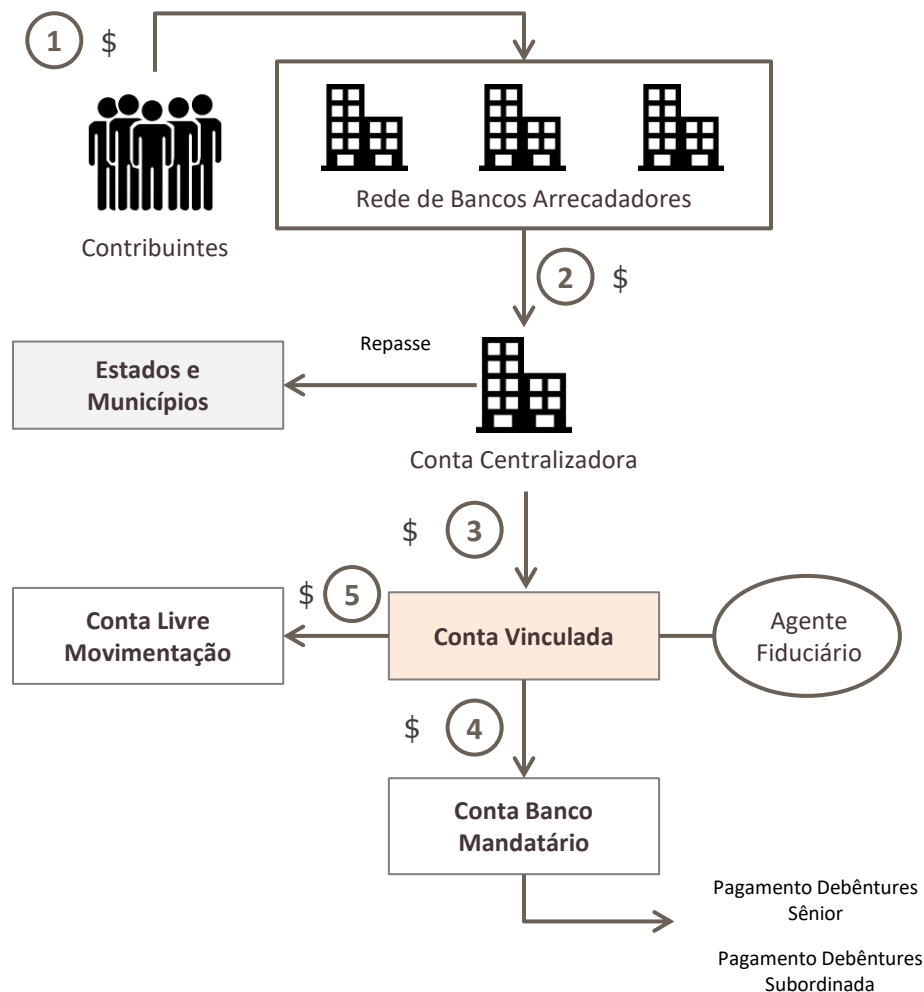 1 $
Rede de Bancos Arrecadadores
Contribuintes
2 $
Repasse
Estados e
Municípios
Conta Centralizadora
$ 3
$ 5
Conta Livre
Movimentação
Conta Vinculada
Agente
Fiduciário
$ 4
Conta Banco
Mandatário
Pagamento Debêntures
Sênior
Pagamento Debêntures
Subordinada